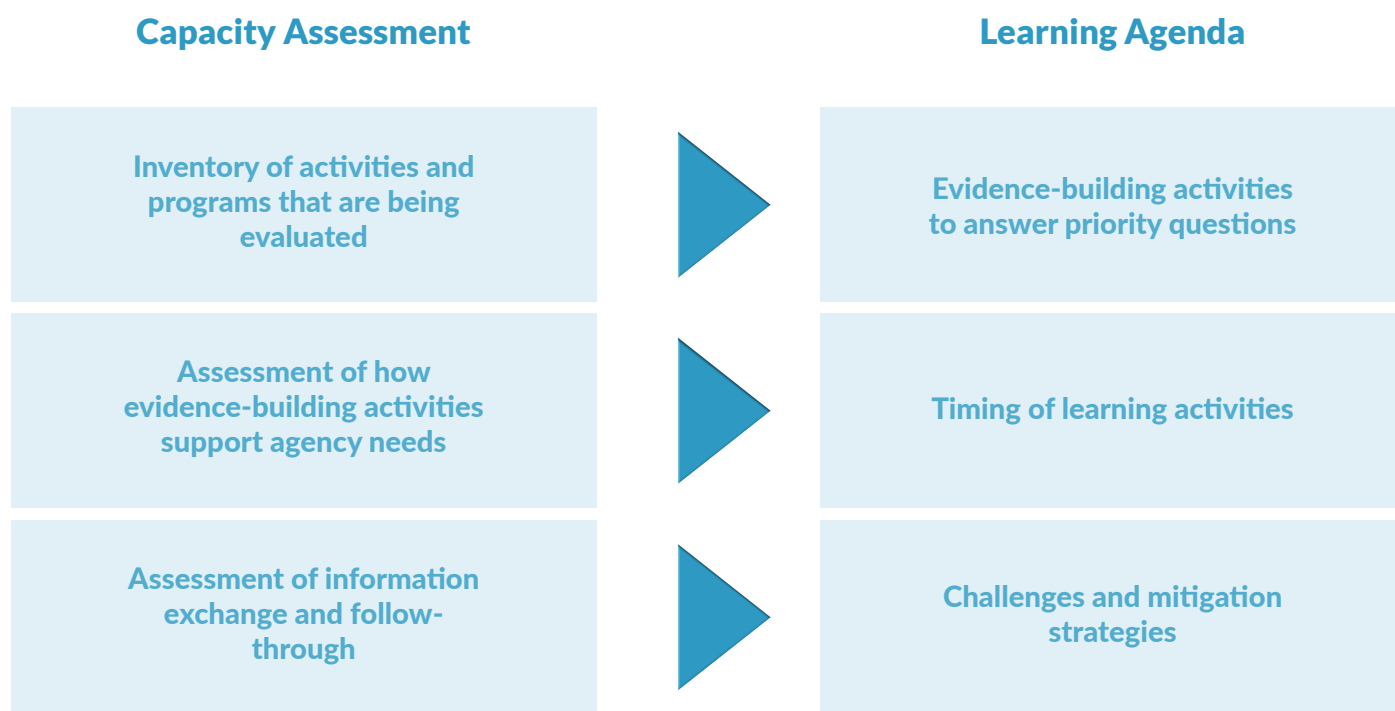 Capacity Assessment
Learning Agenda
Inventory of activities and
programs that are being
evaluated
Evidence-building activities
to answer priority questions
Assessment of how
evidence-building activities
support agency needs
Timing of learning activities
Assessment of information
exchange and follow-
through
Challenges and mitigation
strategies